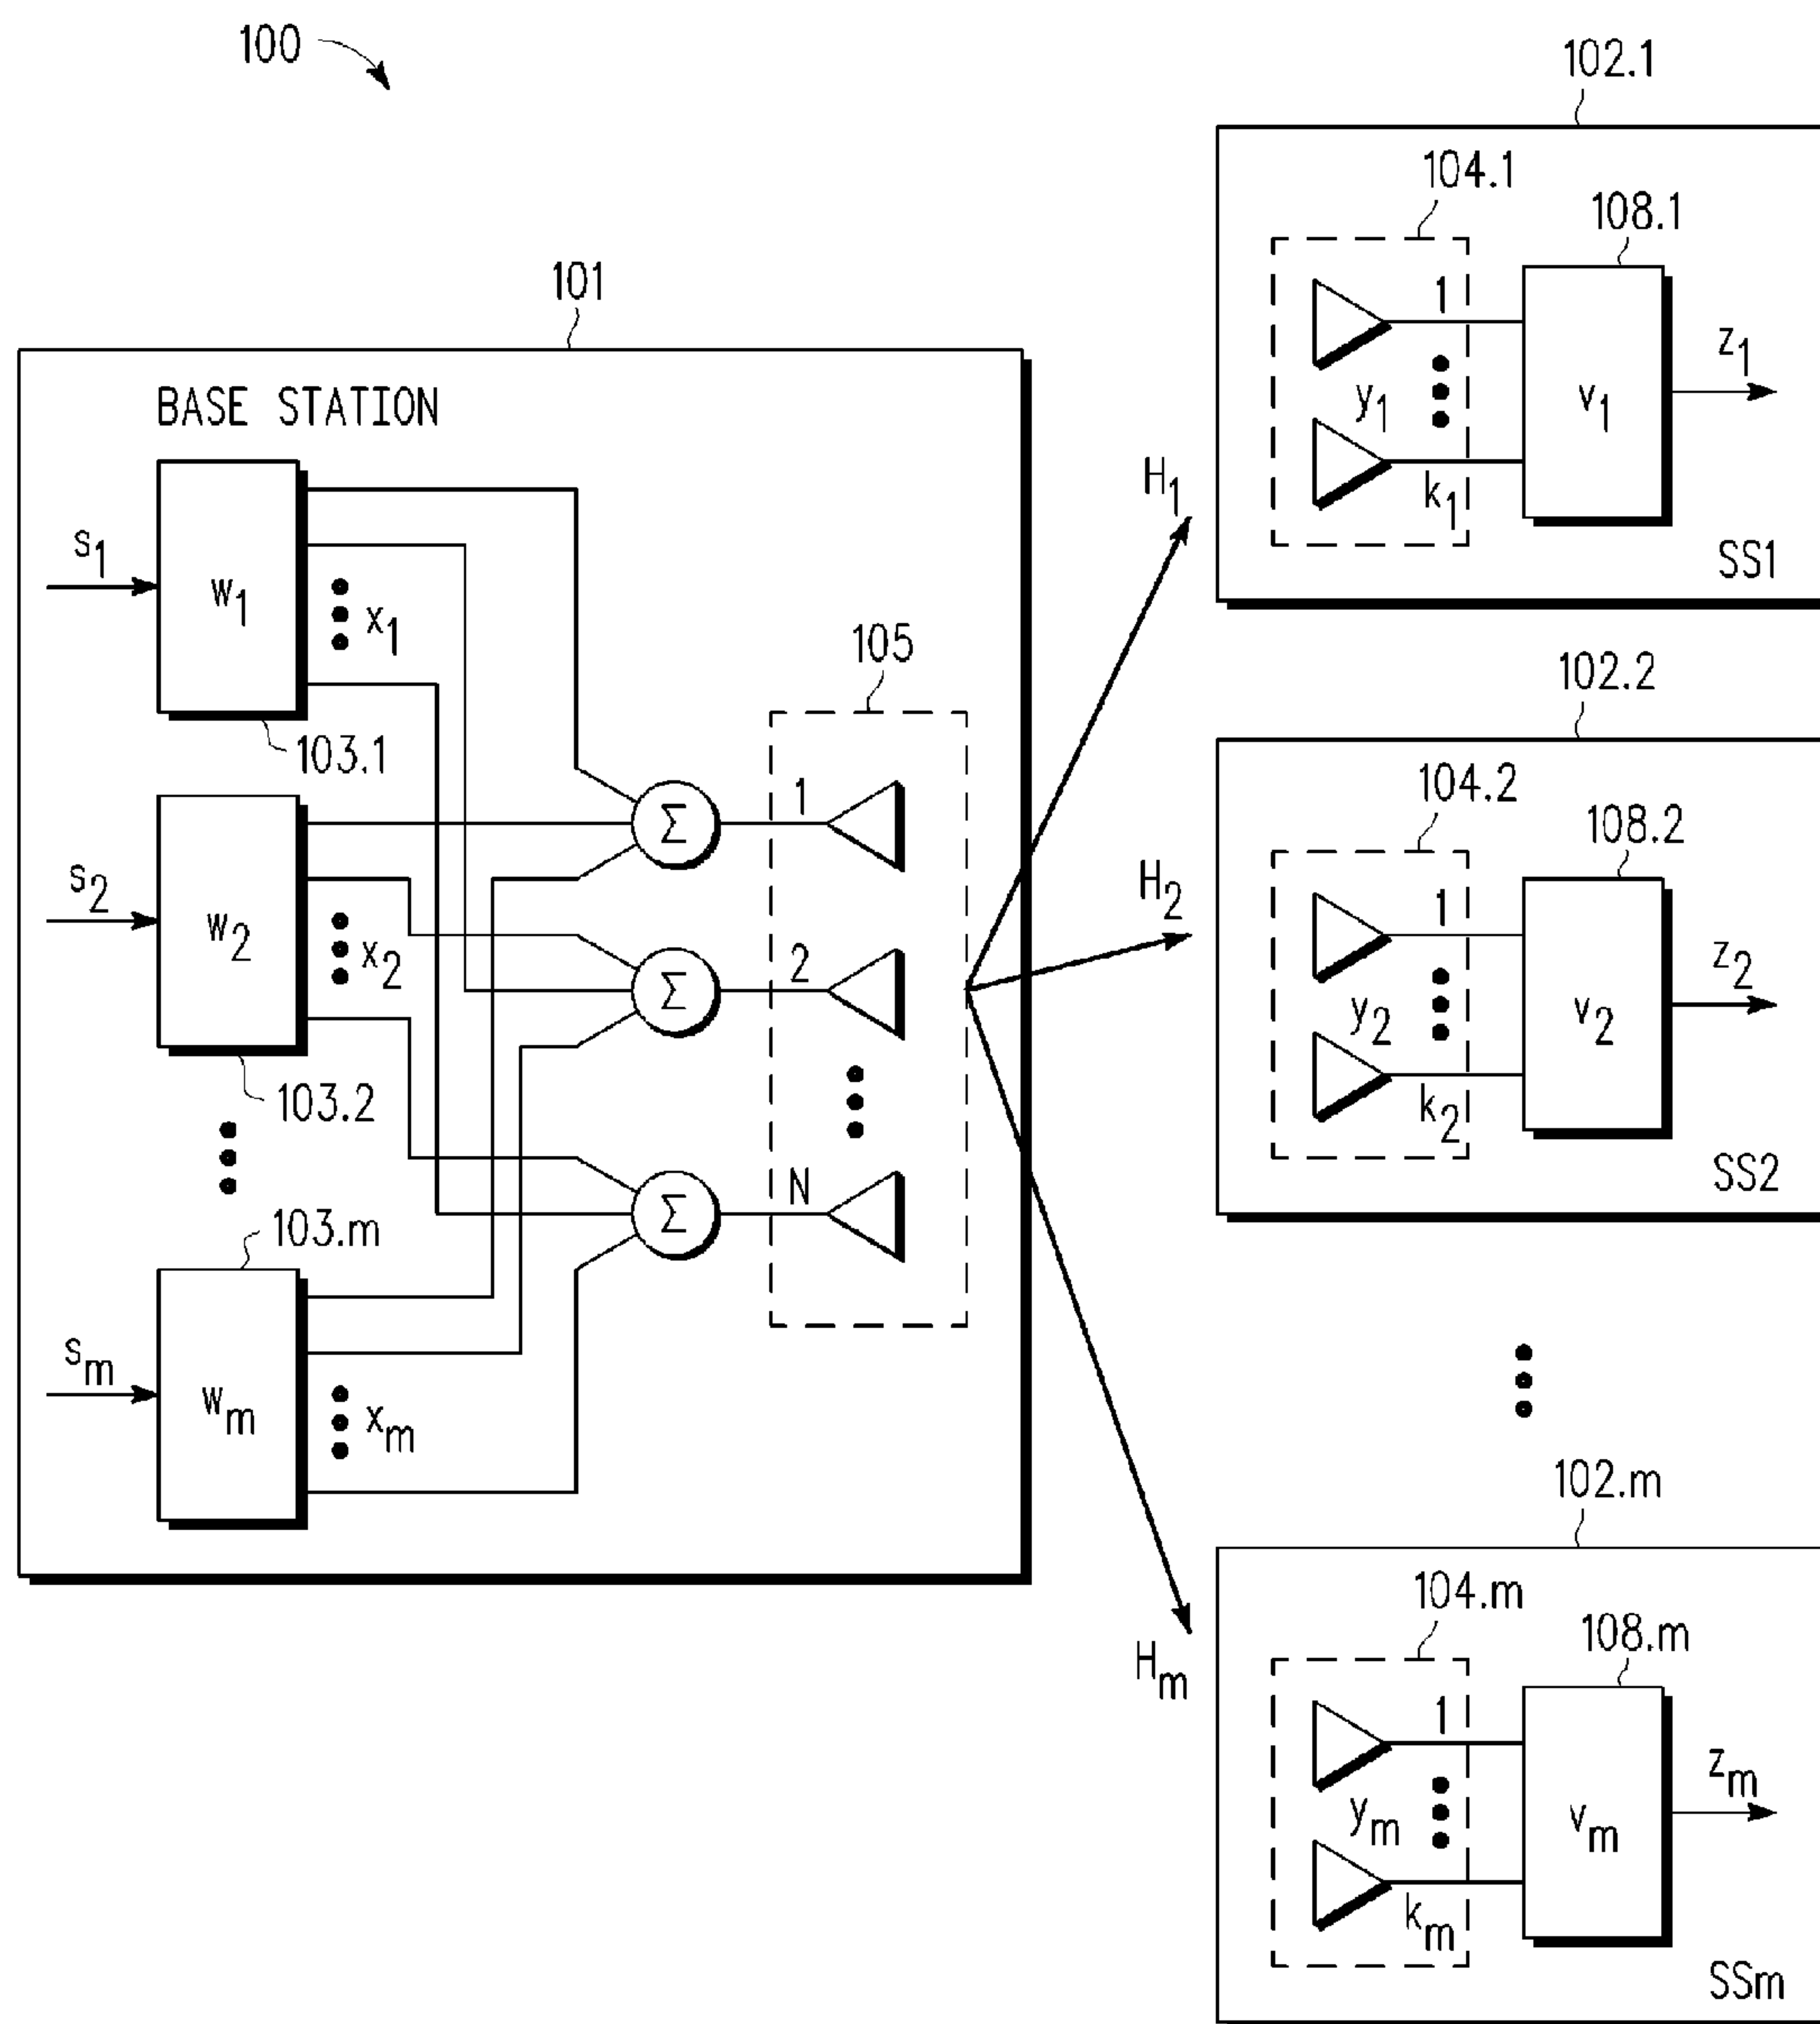 100
101
BASE STATION
s1
w1
x1
103.1
s2
w2
x2
103.2
103.m
sm
wm
xm
105
Σ
1
Σ
2
Σ
N
H1
H2
Hm
102.1
104.1
108.1
1
y1
k1
v1
z1
SS1
102.2
104.2
108.2
1
y2
k2
v2
z2
SS2
102.m
104.m
108.m
1
ym
km
vm
zm
SSm